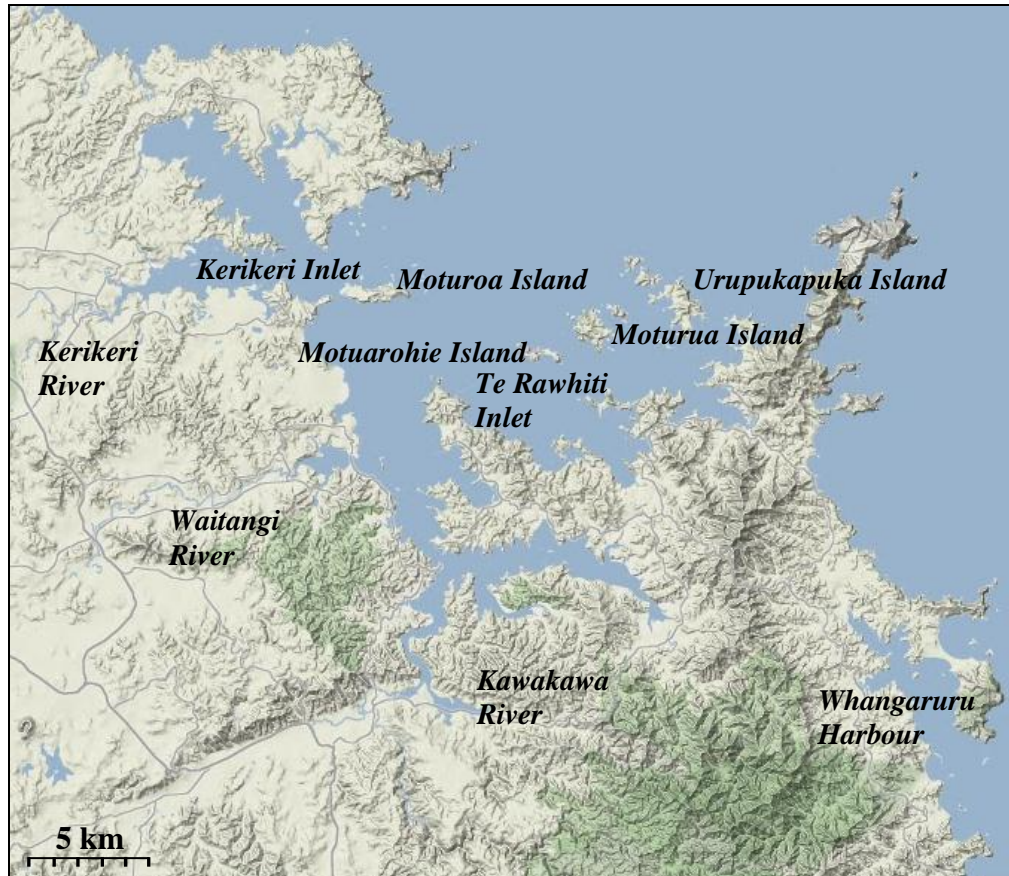 Kerikeri Inlet
Moturoa Island
Urupukapuka Island
Kerikeri
River
Motuarohie Island
Moturua Island
Te Rawhiti
Inlet
Waitangi
River
Kawakawa
River
Whangaruru
Harbour
5 km